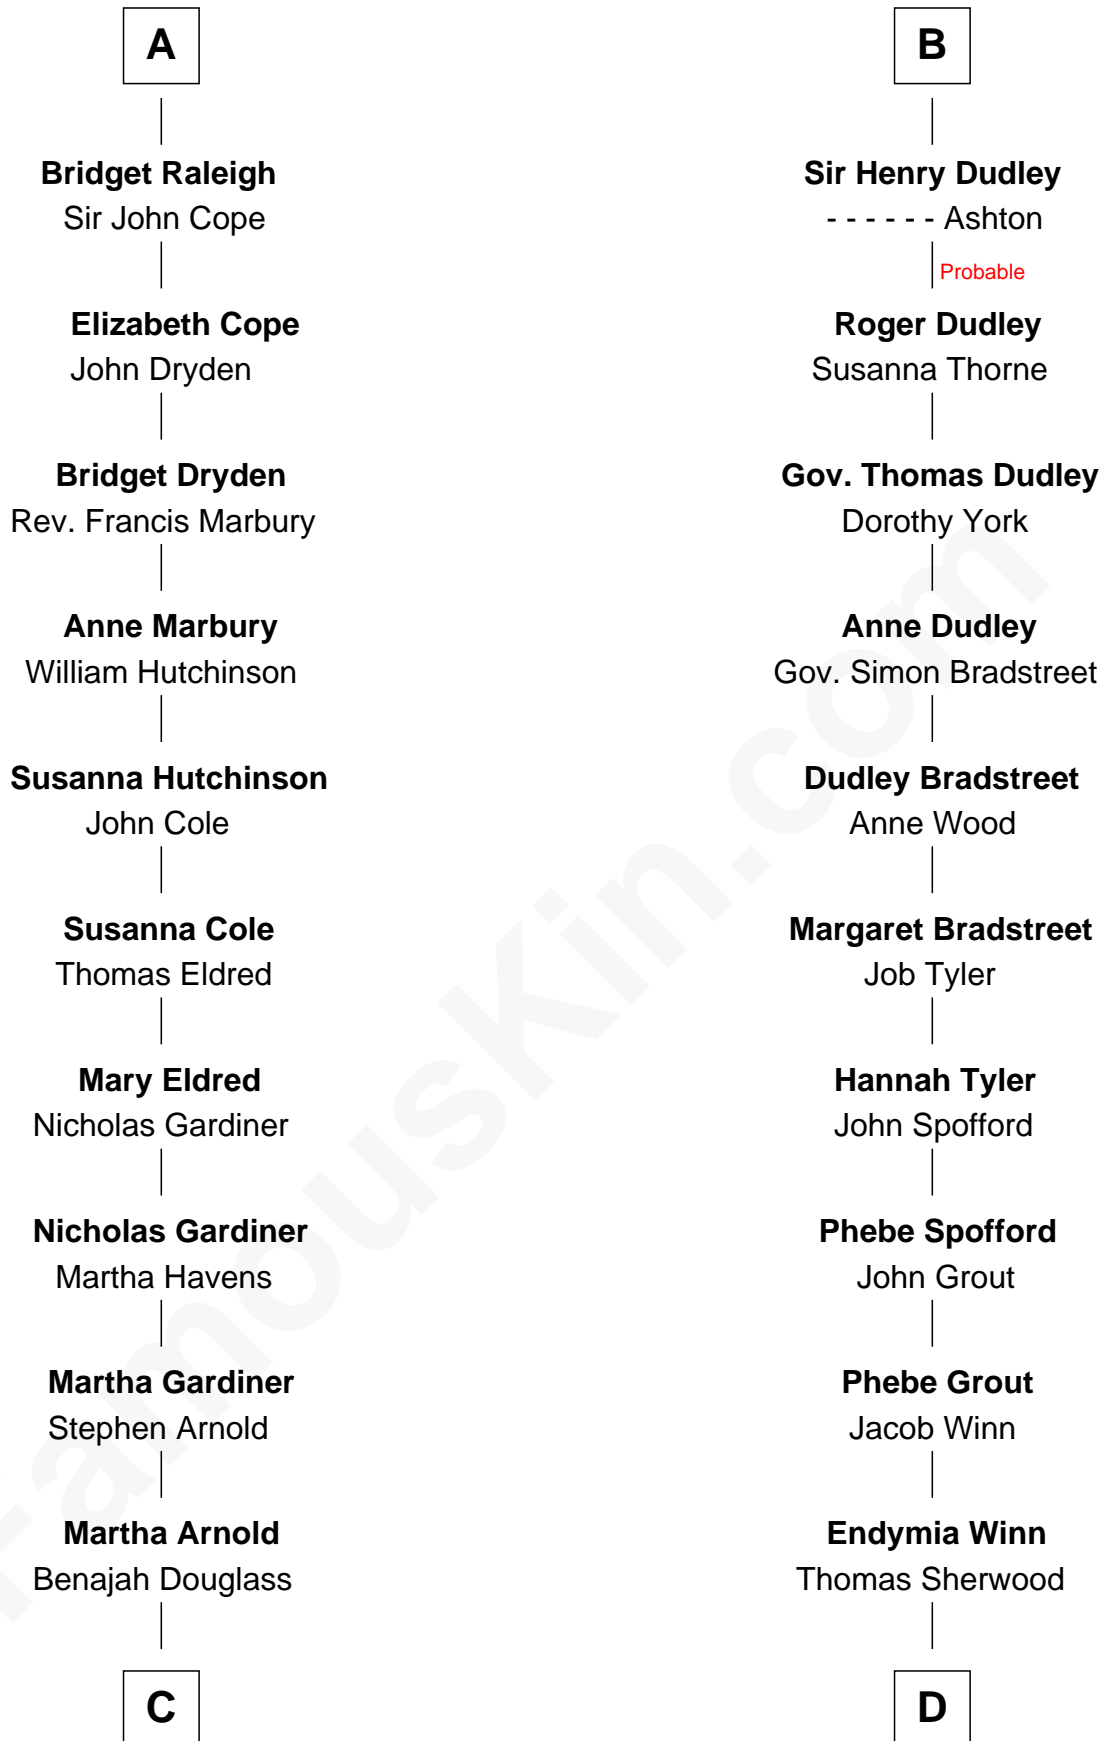 A
Bridget Raleigh
Sir John Cope
Elizabeth Cope
John Dryden
Bridget Dryden
Rev. Francis Marbury
Anne Marbury
William Hutchinson
Susanna Hutchinson
John Cole
Susanna Cole
Thomas Eldred
Mary Eldred
Nicholas Gardiner
Nicholas Gardiner
Martha Havens
Martha Gardiner
Stephen Arnold
Martha Arnold
Benajah Douglass
C
B
Sir Henry Dudley
- - - - - - Ashton
Probable
Roger Dudley
Susanna Thorne
Gov. Thomas Dudley
Dorothy York
Anne Dudley
Gov. Simon Bradstreet
Dudley Bradstreet
Anne Wood
Margaret Bradstreet
Job Tyler
Hannah Tyler
John Spofford
Phebe Spofford
John Grout
Phebe Grout
Jacob Winn
Endymia Winn
Thomas Sherwood
D
FamousKin.com